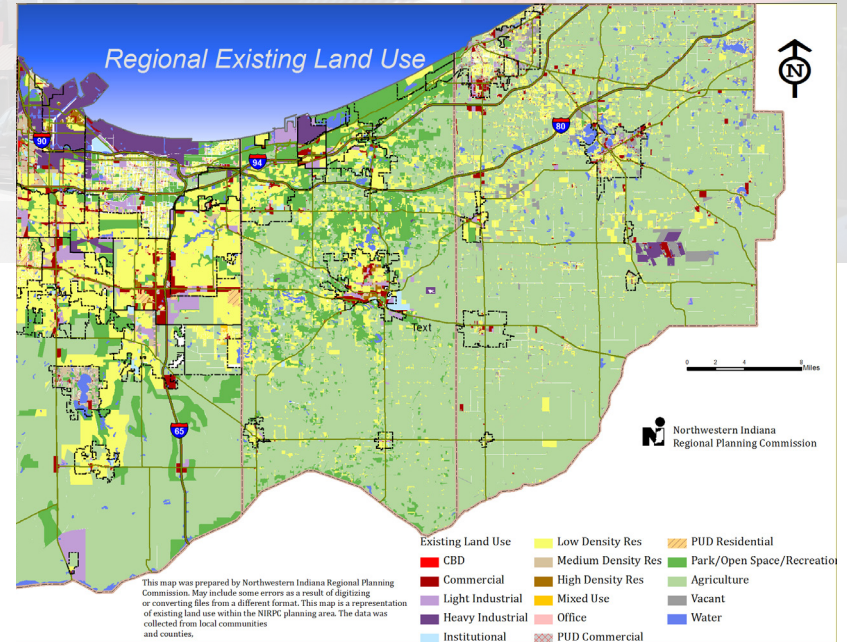 Regional Existing Land Use
N
90
94
80
Text
65
0 2 4 8
Miles
Northwestern Indiana
Regional Planning Commission
Existing Land Use
CBD
Commercial
Light Industrial
Heavy Industrial
Institutional
Low Density Res
Medium Density Res
High Density Res
Mixed Use
Office
PUD Commercial
PUD Residential
Park/Open Space/Recreation
Agriculture
Vacant
Water
This map was prepared by Northwestern Indiana Regional Planning
Commission. May include some errors as a result of digitizing
or converting files from a different format. This map is a representation
of existing land use within the NIRPC planning area. The data was
collected from local communities
and counties.